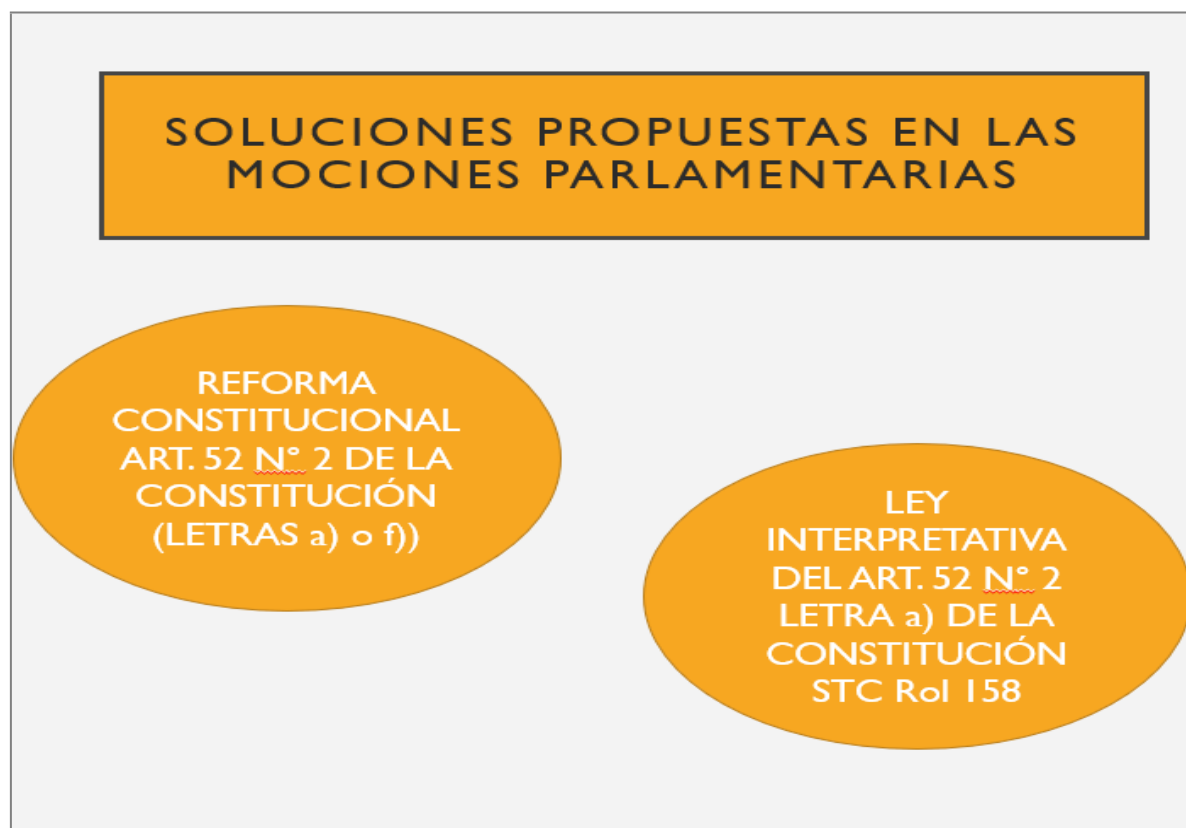 SOLUCIONES PROPUESTAS EN LAS
MOCIONES PARLAMENTARIAS
REFORMA
CONSTITUCIONAL
ART. 52 N° 2 DE LA
CONSTITUCIÓN
(LETRAS a) o f))
LEY
INTERPRETATIVA
DEL ART. 52 N° 2
LETRA a) DE LA
CONSTITUCIÓN
STC Rol 158